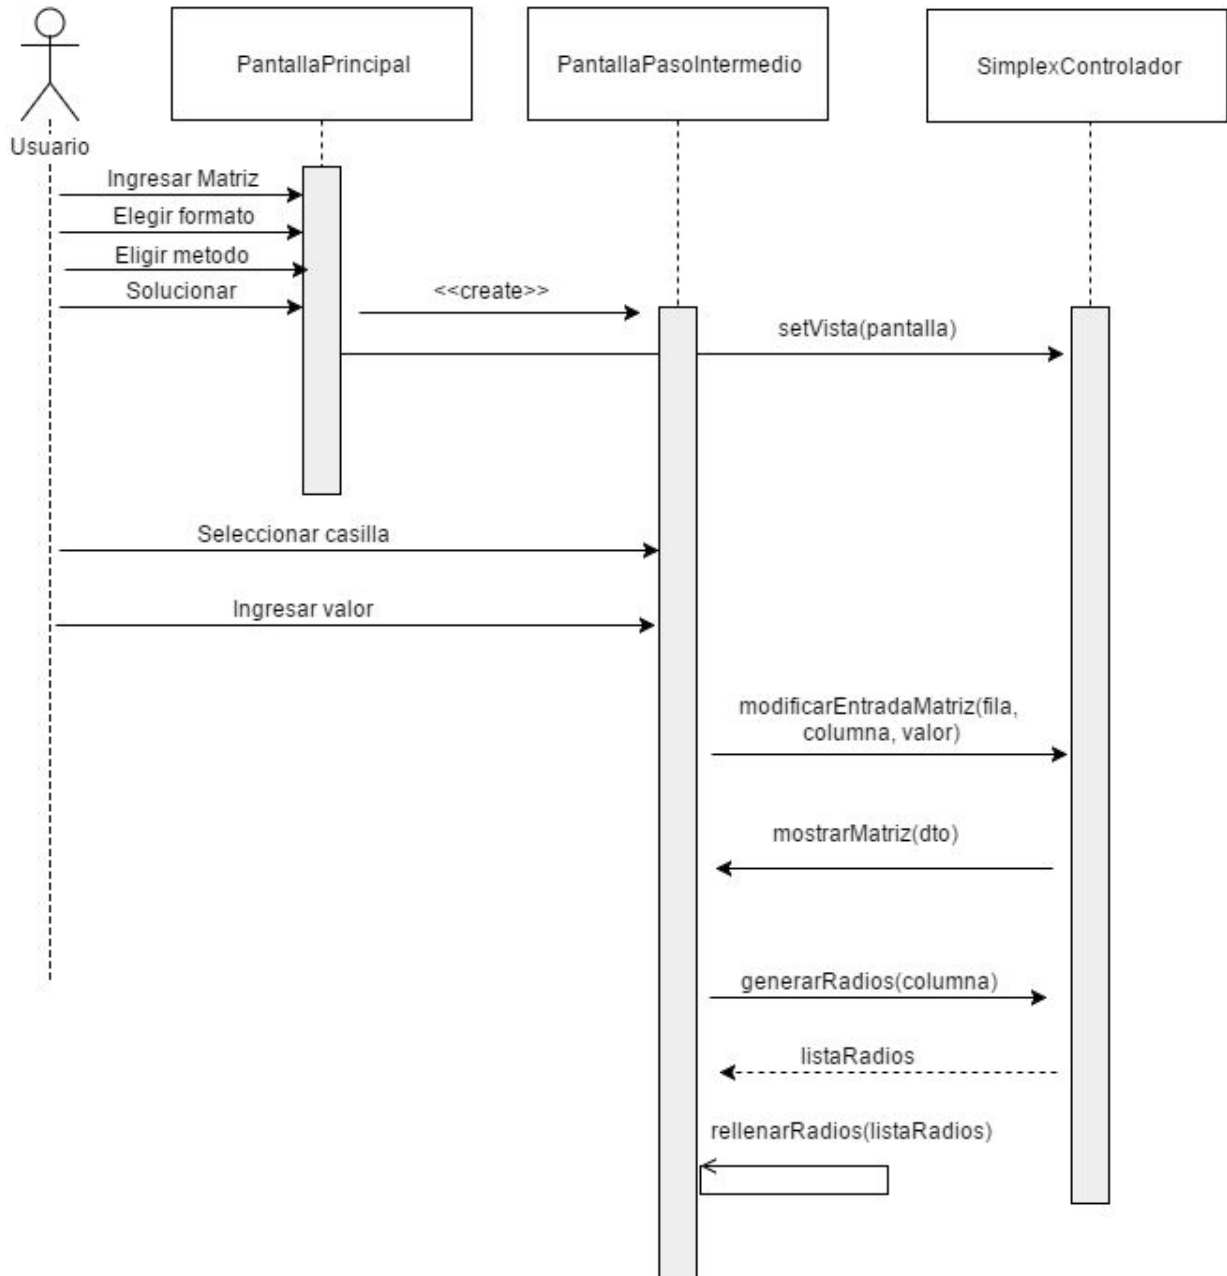 PantallaPrincipal
PantallaPasoIntermedio
SimplexControlador
Usuario
Ingresar Matriz
Elegir formato
Eligir metodo
Solucionar
<<create>>
setVista(pantalla)
Seleccionar casilla
Ingresar valor
modificarEntradaMatriz(fila,
columna, valor)
mostrarMatriz(dto)
generarRadios(columna)
listaRadios
rellenarRadios(listaRadios)